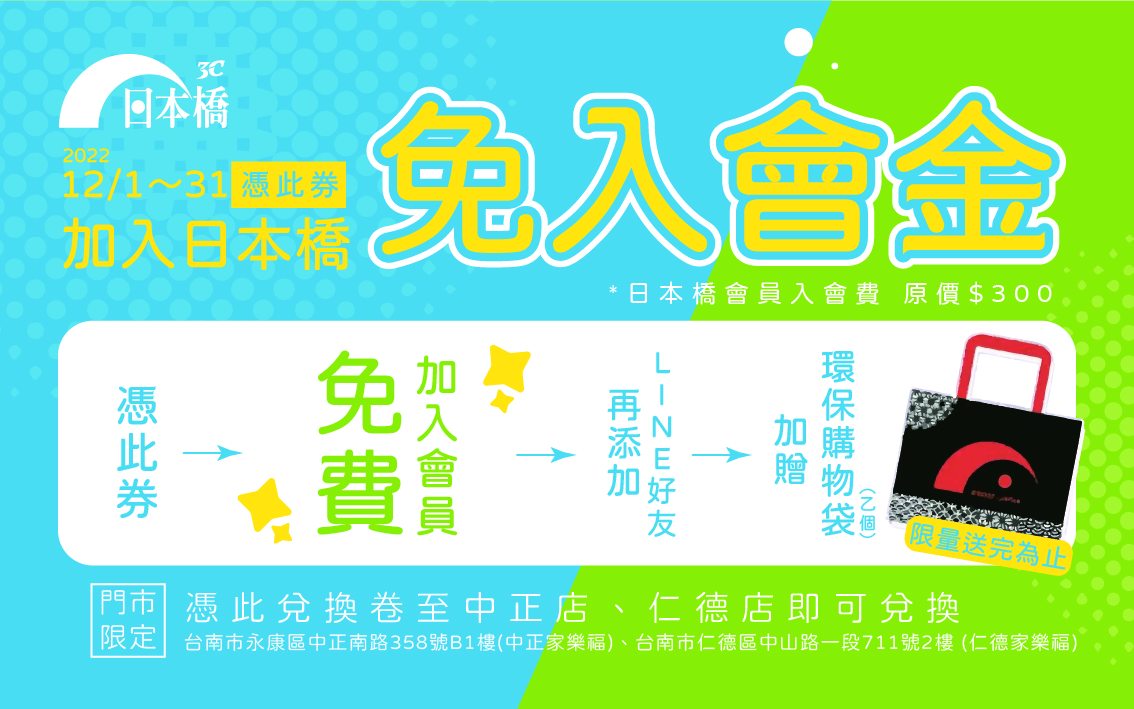 3C
日本橋
2022
12/1～31 憑此券
加入日本橋
免入會金
*日本橋會員入會費 原價$300
憑此券
免費
加入會員
再添加
LINE好友
加贈
環保購物袋
（乙個）
限量送完為止
門市
限定
憑此兌換卷至中正店、仁德店即可兌換
台南市永康區中正南路358號B1樓(中正家樂福)、台南市仁德區中山路一段711號2樓 (仁德家樂福)